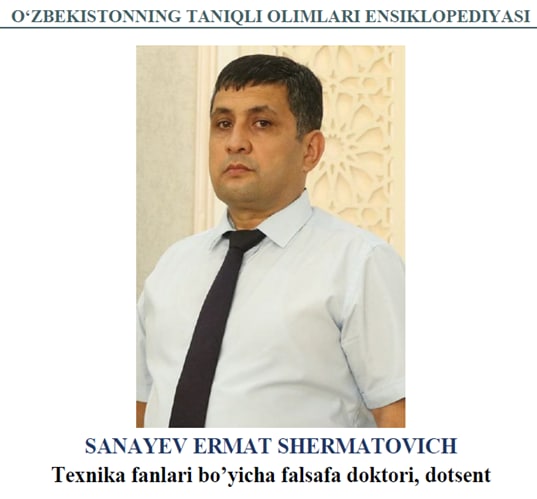 O‘ZBEKISTONNING TANIQLI OLIMLARI ENSIKLOPEDIYASI
SANAYEV ERMAT SHERMATOVICH
Texnika fanlari bo’yicha falsafa doktori, dotsent